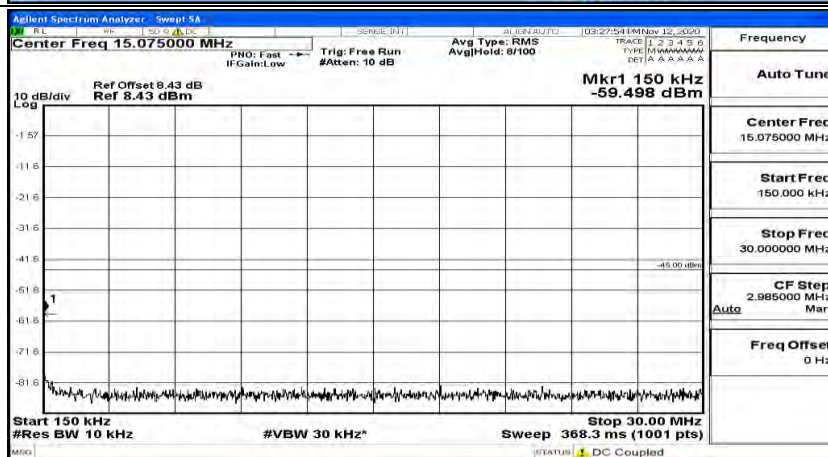 Agilent Spectrum Analyzer - Swept SA
RL RF 50 Ω DC SENSE:INT ALIGN AUTO 03:27:54 PM Nov 12, 2020
Center Freq 15.075000 MHz
PNO: Fast
IFGain:Low
Trig: Free Run
#Atten: 10 dB
Avg Type: RMS
Avg|Hold: 8/100
TRACE 1 2 3 4 5 6
TYPE M WWWWW
DET A A A A A A
Ref Offset 8.43 dB
10 dB/div Ref 8.43 dBm
Log
Mkr1 150 kHz
-59.498 dBm
-1.57
-11.6
-21.6
-31.6
-41.6
-45.00 dBm
-51.6
1
-61.6
-71.6
-81.6
Start 150 kHz Stop 30.00 MHz
#Res BW 10 kHz #VBW 30 kHz* Sweep 368.3 ms (1001 pts)
MSG STATUS DC Coupled
Frequency
Auto Tune
Center Freq
15.075000 MHz
Start Freq
150.000 kHz
Stop Freq
30.000000 MHz
CF Step
2.985000 MHz
Auto Man
Freq Offset
0 Hz